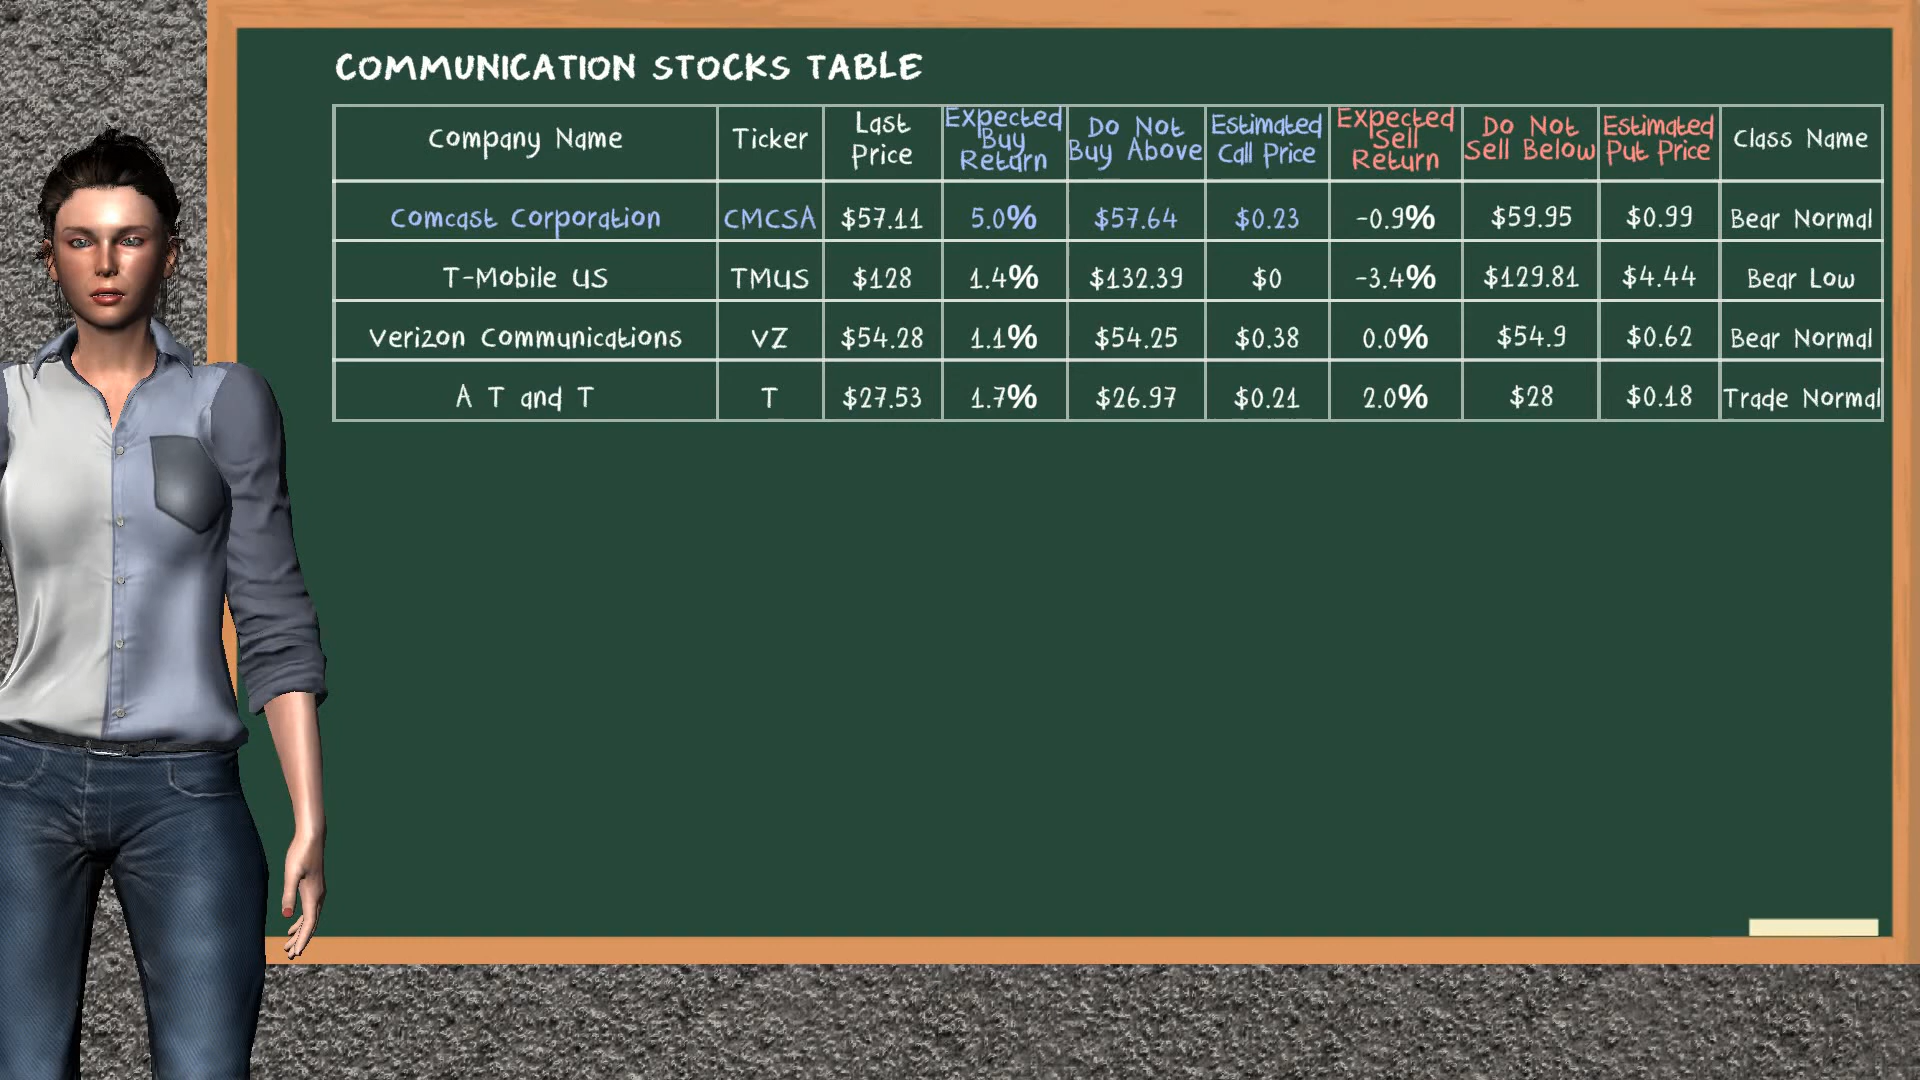 COMMUNICATION STOCKS TABLE
Company Name Ticker Last Price Expected Buy Return Do Not Buy Above Estimated Call Price Expected Sell Return Do Not Sell Below Estimated Put Price Class Name
Comcast Corporation CMCSA $57.11 5.0% $57.64 $0.23 -0.9% $59.95 $0.99 Bear Normal
T-Mobile US TMUS $128 1.4% $132.39 $0 -3.4% $129.81 $4.44 Bear Low
Verizon Communications VZ $54.28 1.1% $54.25 $0.38 0.0% $54.9 $0.62 Bear Normal
A T and T T $27.53 1.7% $26.97 $0.21 2.0% $28 $0.18 Trade Normal